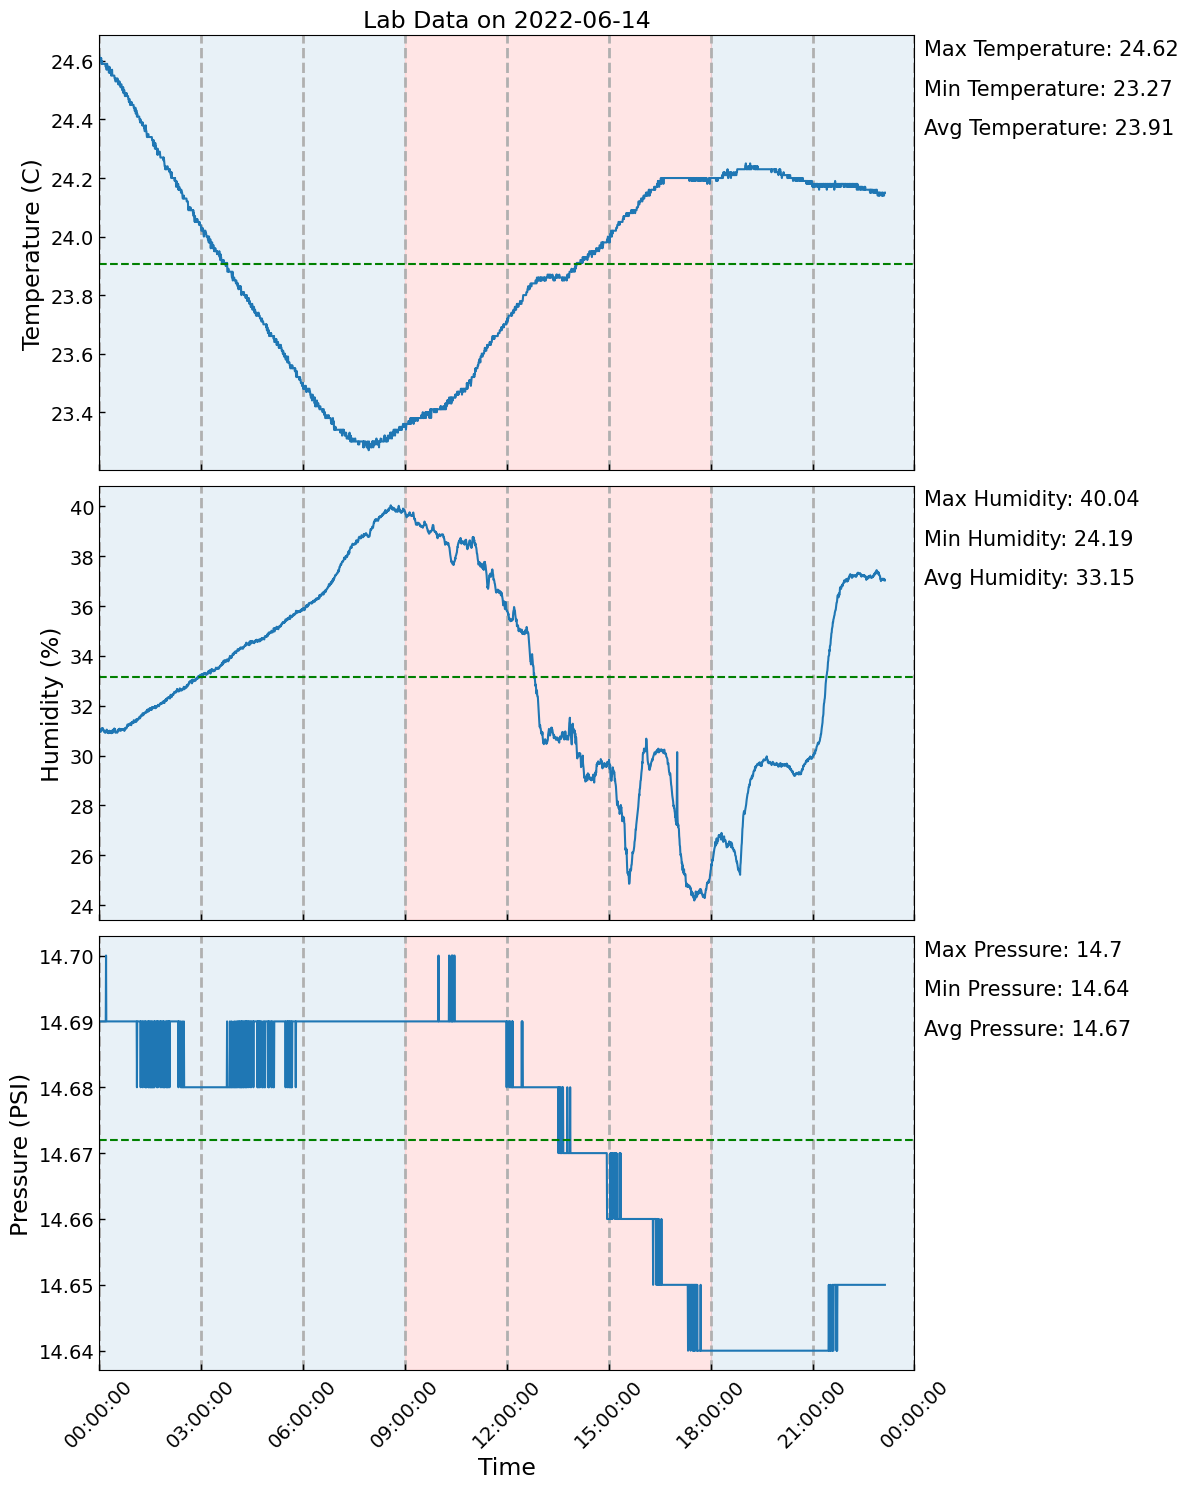 Lab Data on 2022-06-14
Temperature (C)
24.6
24.4
24.2
24.0
23.8
23.6
23.4
Max Temperature: 24.62
Min Temperature: 23.27
Avg Temperature: 23.91
Humidity (%)
40
38
36
34
32
30
28
26
24
Max Humidity: 40.04
Min Humidity: 24.19
Avg Humidity: 33.15
Pressure (PSI)
14.70
14.69
14.68
14.67
14.66
14.65
14.64
Max Pressure: 14.7
Min Pressure: 14.64
Avg Pressure: 14.67
00:00:00
03:00:00
06:00:00
09:00:00
12:00:00
15:00:00
18:00:00
21:00:00
00:00:00
Time